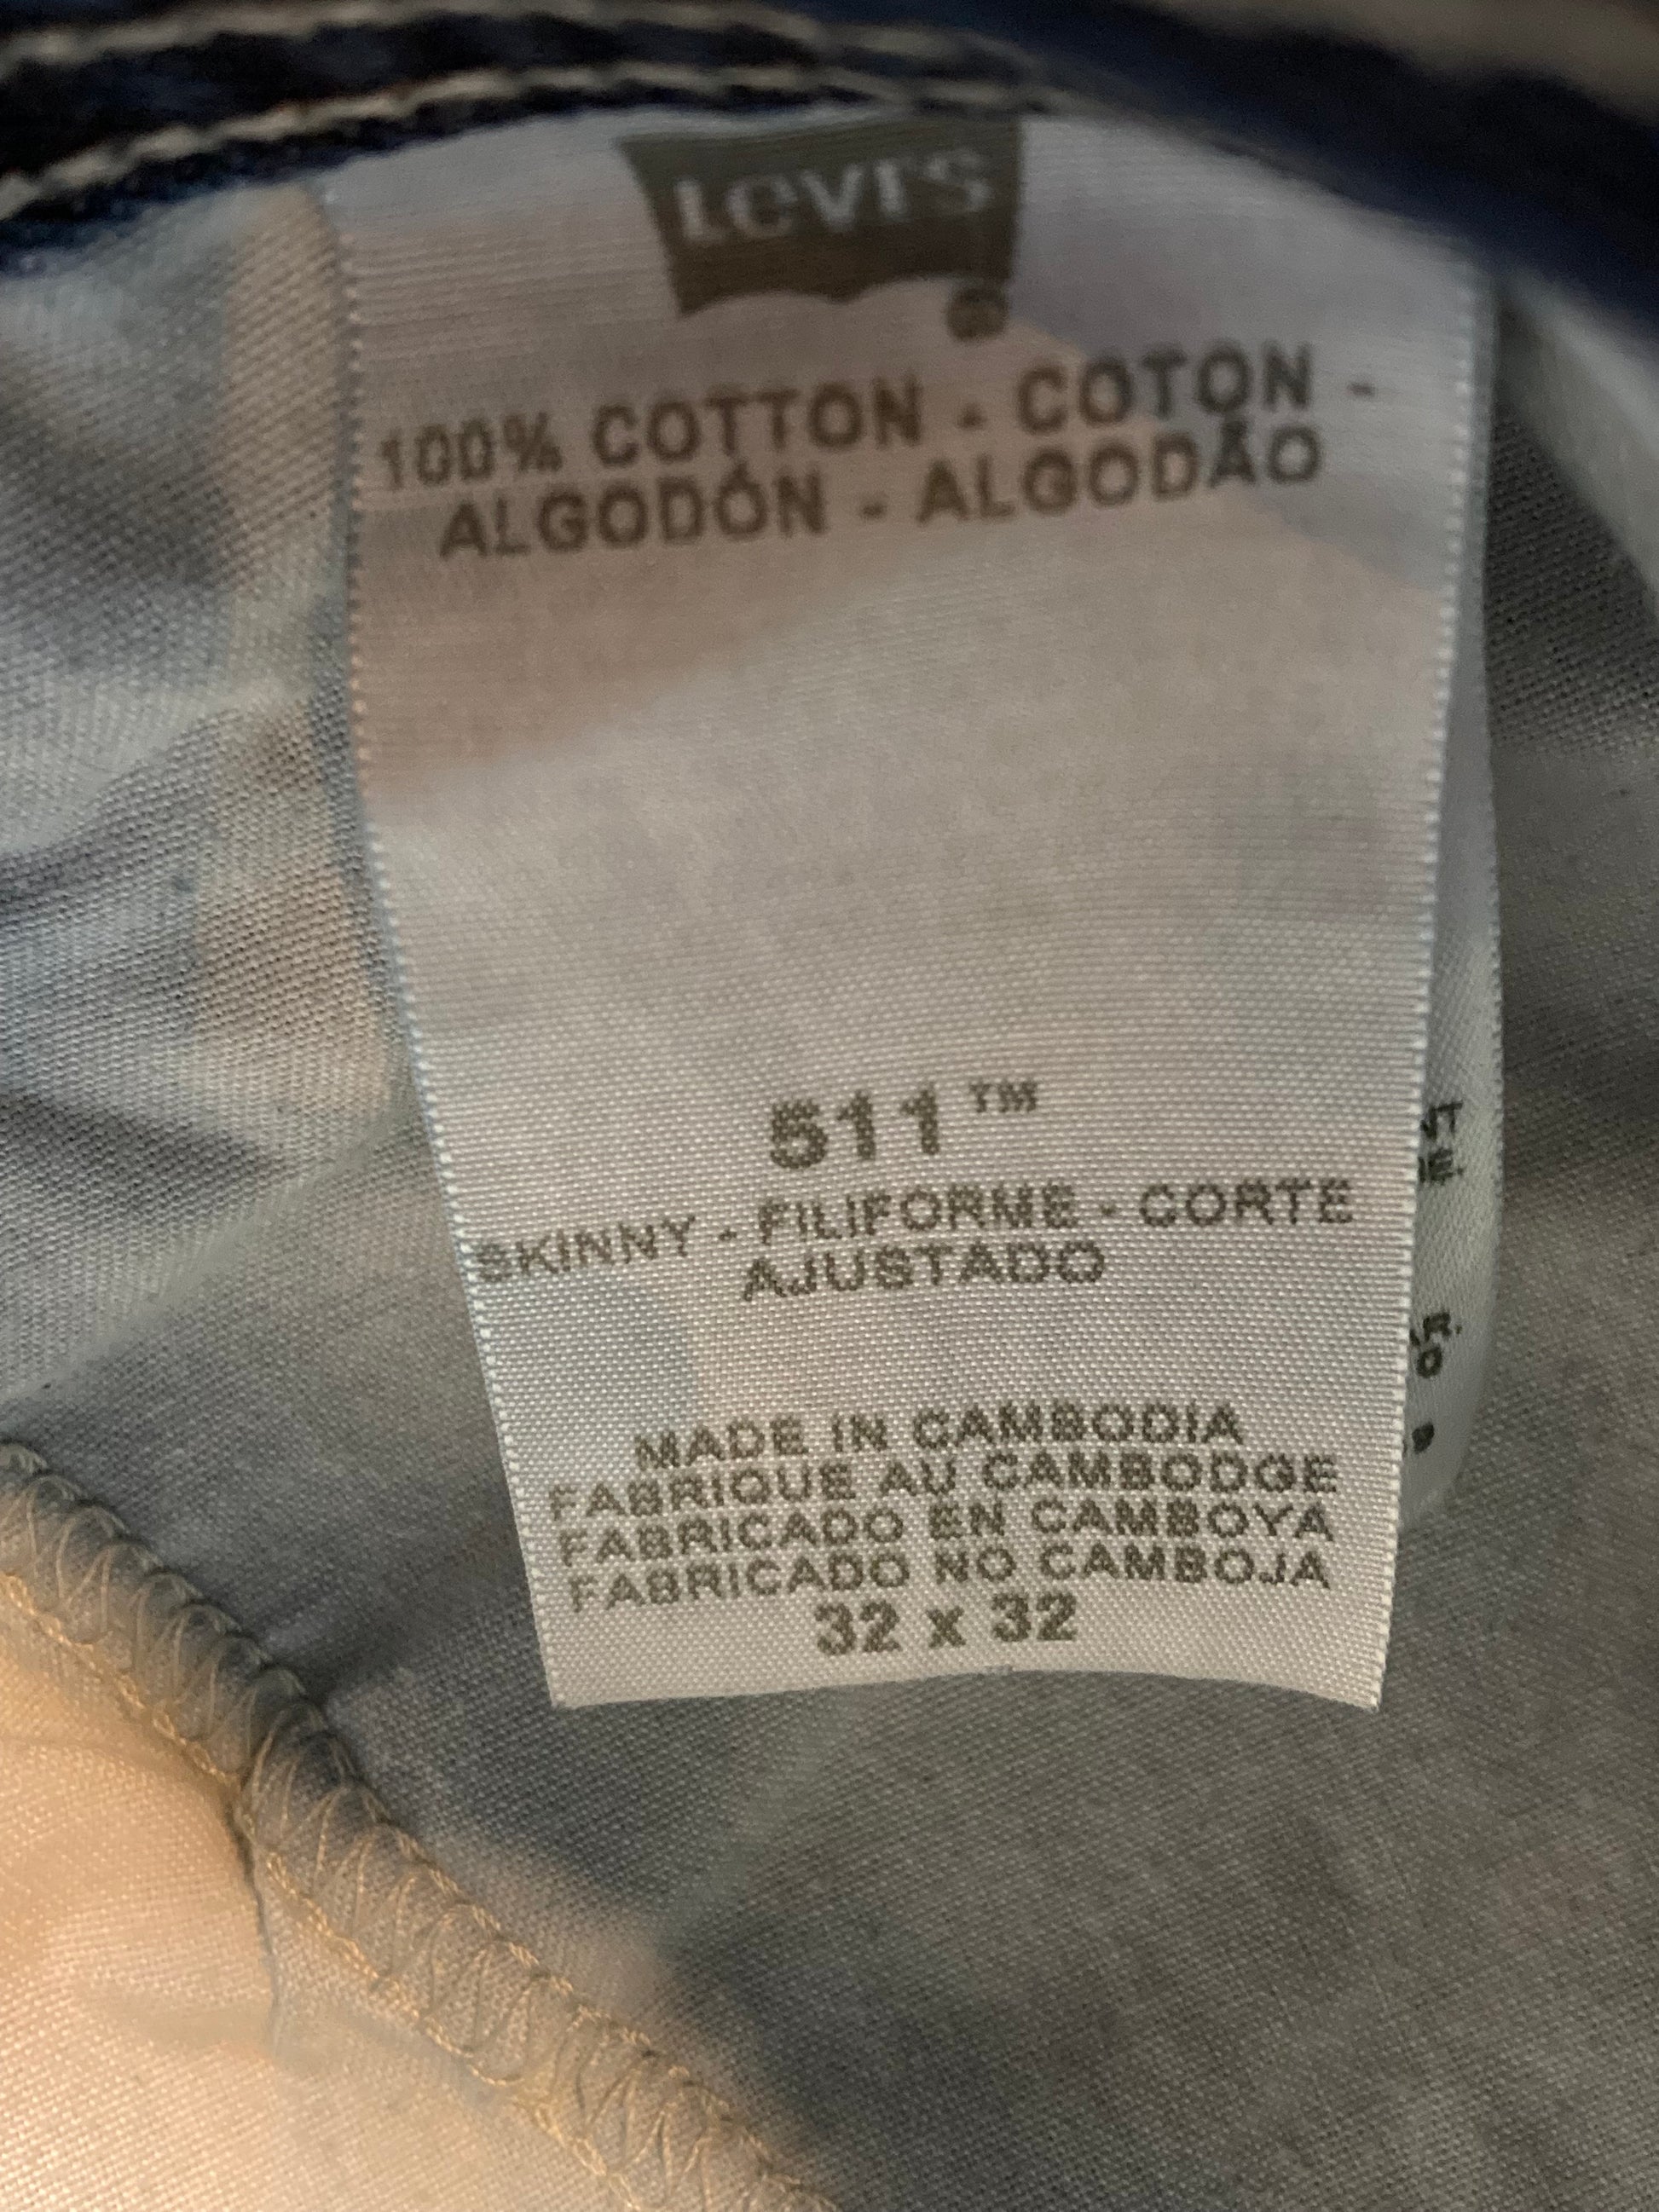 Levi's
100% COTTON - COTON -
ALGODÓN - ALGODÃO
511™
SKINNY - FILIFORME - CORTE
AJUSTADO
MADE IN CAMBODIA
FABRIQUE AU CAMBODGE
FABRICADO EN CAMBOYA
FABRICADO NO CAMBOJA
32 x 32